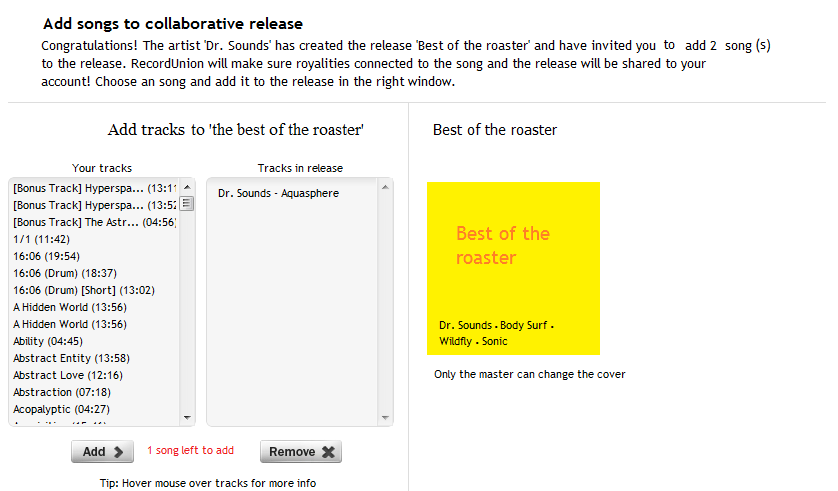 Add songs to collaborative release
Congratulations! The artist 'Dr. Sounds' has created the release 'Best of the roaster' and have invited you to add 2 song (s)
to the release. RecordUnion will make sure royalities connected to the song and the release will be shared to your
account! Choose an song and add it to the release in the right window.
Add tracks to 'the best of the roaster'
Your tracks
[Bonus Track] Hyperspa... (13:11
[Bonus Track] Hyperspa... (13:52
[Bonus Track] The Astr... (04:56)
1/1 (11:42)
16:06 (19:54)
16:06 (Drum) (18:37)
16:06 (Drum) [Short] (13:02)
A Hidden World (13:56)
A Hidden World (13:56)
Ability (04:45)
Abstract Entity (13:58)
Abstract Love (12:16)
Abstraction (07:18)
Acopalyptic (04:27)
Tracks in release
Dr. Sounds - Aquasphere
Add
1 song left to add
Remove
Tip: Hover mouse over tracks for more info
Best of the roaster
Best of the
roaster
Dr. Sounds • Body Surf •
Wildfly • Sonic
Only the master can change the cover